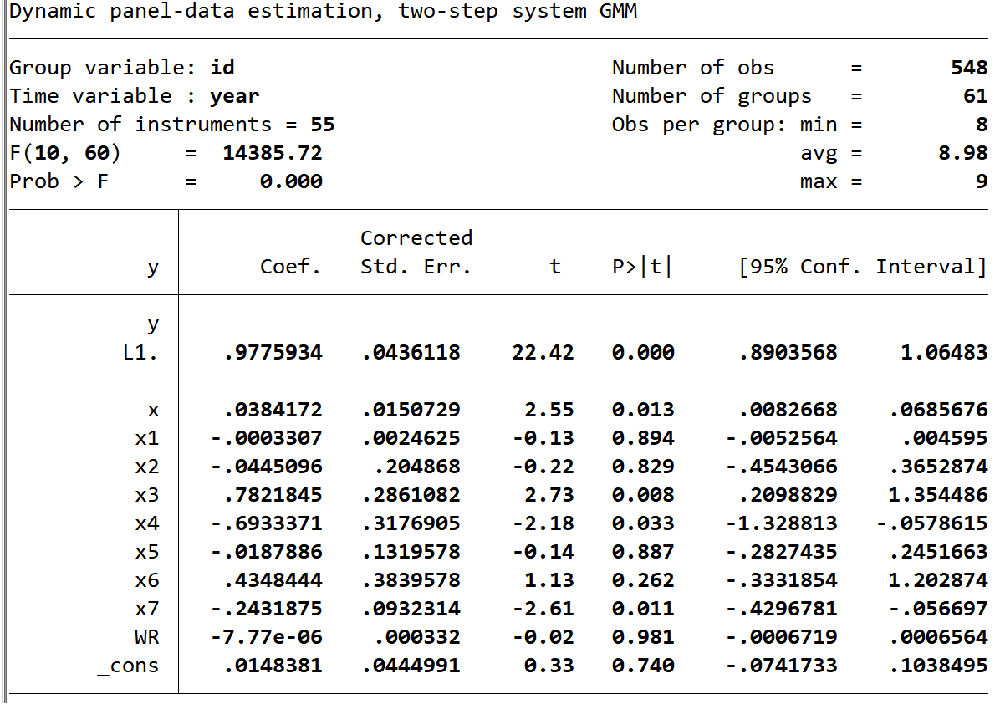 Dynamic panel-data estimation, two-step system GMM
Group variable: id Number of obs = 548
Time variable : year Number of groups = 61
Number of instruments = 55 Obs per group: min = 8
F(10, 60) = 14385.72 avg = 8.98
Prob > F = 0.000 max = 9
Corrected
y Coef. Std. Err. t P>|t| [95% Conf. Interval]
y
L1. .9775934 .0436118 22.42 0.000 .8903568 1.06483
x .0384172 .0150729 2.55 0.013 .0082668 .0685676
x1 -.0003307 .0024625 -0.13 0.894 -.0052564 .004595
x2 -.0445096 .204868 -0.22 0.829 -.4543066 .3652874
x3 .7821845 .2861082 2.73 0.008 .2098829 1.354486
x4 -.6933371 .3176905 -2.18 0.033 -1.328813 -.0578615
x5 -.0187886 .1319578 -0.14 0.887 -.2827435 .2451663
x6 .4348444 .3839578 1.13 0.262 -.3331854 1.202874
x7 -.2431875 .0932314 -2.61 0.011 -.4296781 -.056697
WR -7.77e-06 .000332 -0.02 0.981 -.0006719 .0006564
_cons .0148381 .0444991 0.33 0.740 -.0741733 .1038495